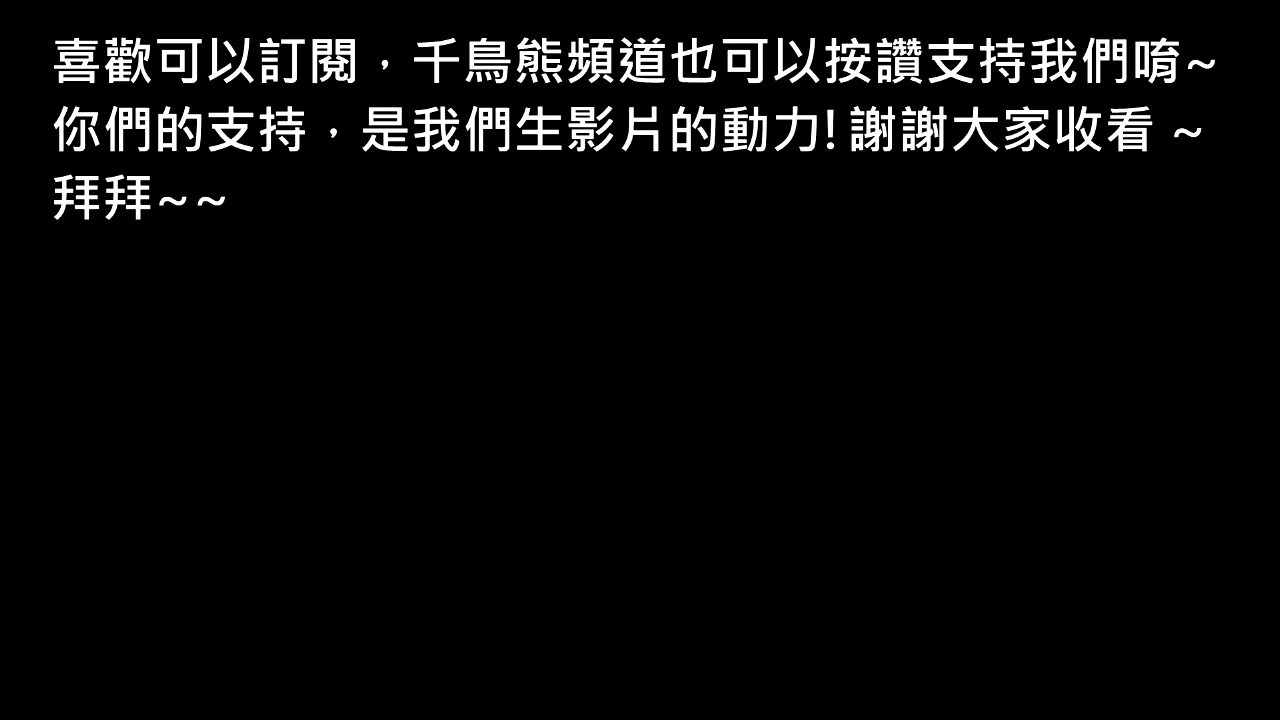 喜歡可以訂閱，千鳥熊頻道也可以按讚支持我們唷~
你們的支持，是我們生影片的動力! 謝謝大家收看 ~
拜拜~~